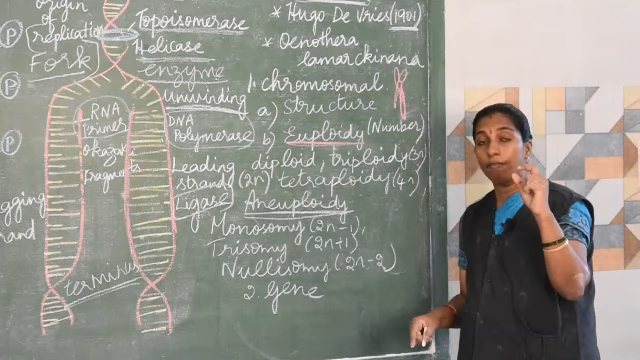 origin
of
replication
Fork
P
P
P
Topoisomerase
Helicase
enzyme
unwinding
DNA
Polymerase
RNA
Primer
okazaki
fragments
Leading
strand
Ligase
gging
rand
terminus
* Hugo De Vries (1901)
* Oenothera
lamarckinana
1. chromosomal
a) Structure
b) Euploidy (Number)
diploid, triploidy (3n)
(2n) tetraploidy (4n)
Aneuploidy
Monosomy (2n-1),
Trisomy (2n+1)
Nullisomy (2n-2)
2. Gene